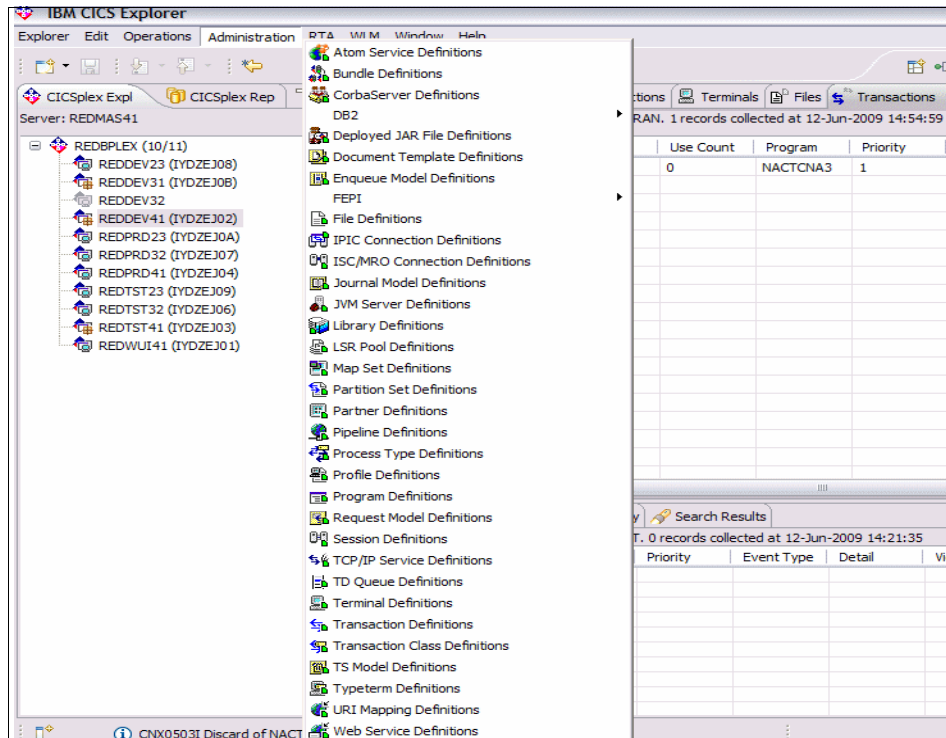 IBM CICS Explorer
Explorer Edit Operations Administration RTA WLM Window Help
CICSplex Expl
CICSplex Rep
Server: REDMAS41
REDBPLEX (10/11)
REDDEV23 (IYDZEJ08)
REDDEV31 (IYDZEJ0B)
REDDEV32
REDDEV41 (IYDZEJ02)
REDPRD23 (IYDZEJ0A)
REDPRD32 (IYDZEJ07)
REDPRD41 (IYDZEJ04)
REDTST23 (IYDZEJ09)
REDTST32 (IYDZEJ06)
REDTST41 (IYDZEJ03)
REDWUI41 (IYDZEJ01)
Atom Service Definitions
Bundle Definitions
CorbaServer Definitions
DB2
Deployed JAR File Definitions
Document Template Definitions
Enqueue Model Definitions
FEPI
File Definitions
IPIC Connection Definitions
ISC/MRO Connection Definitions
Journal Model Definitions
JVM Server Definitions
Library Definitions
LSR Pool Definitions
Map Set Definitions
Partition Set Definitions
Partner Definitions
Pipeline Definitions
Process Type Definitions
Profile Definitions
Program Definitions
Request Model Definitions
Session Definitions
TCP/IP Service Definitions
TD Queue Definitions
Terminal Definitions
Transaction Definitions
Transaction Class Definitions
TS Model Definitions
Typeterm Definitions
URI Mapping Definitions
Web Service Definitions
tions Terminals Files Transactions
RAN. 1 records collected at 12-Jun-2009 14:54:59
Use Count Program Priority
0 NACTCNA3 1
y Search Results
T. 0 records collected at 12-Jun-2009 14:21:35
Priority Event Type Detail Vi
CNX0503I Discard of NACT